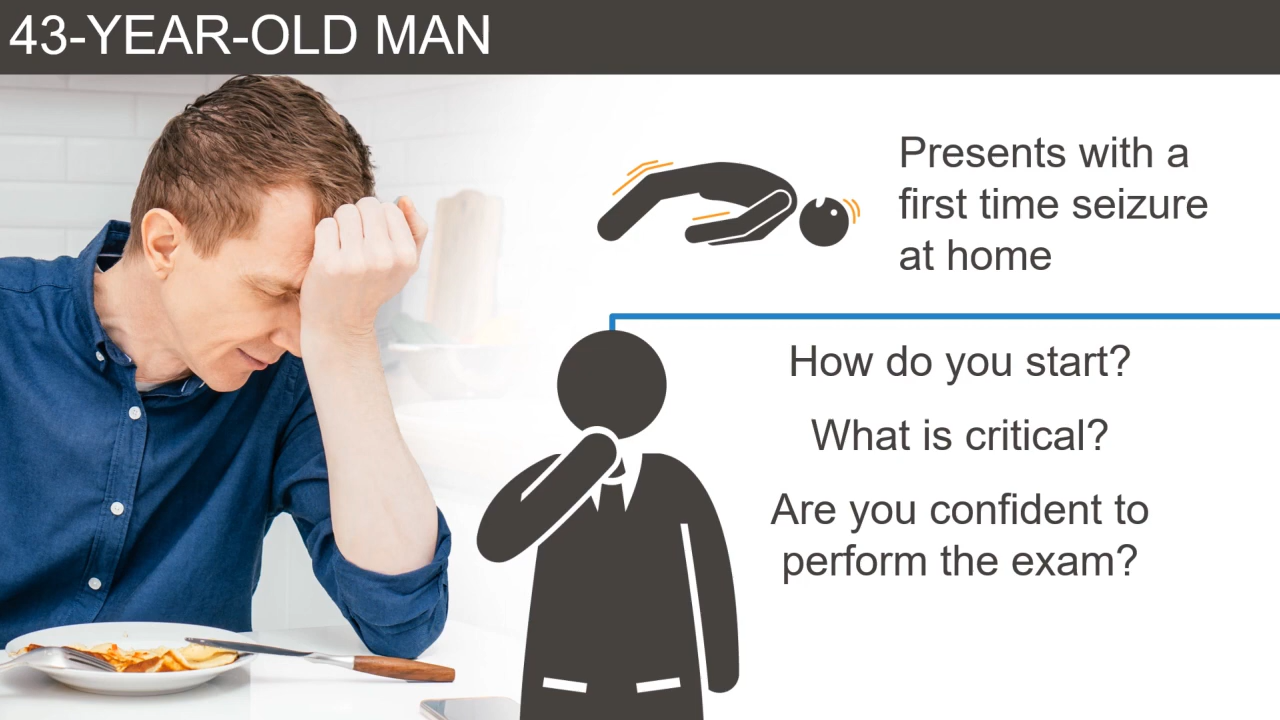 43-YEAR-OLD MAN
Presents with a
first time seizure
at home
How do you start?
What is critical?
Are you confident to
perform the exam?